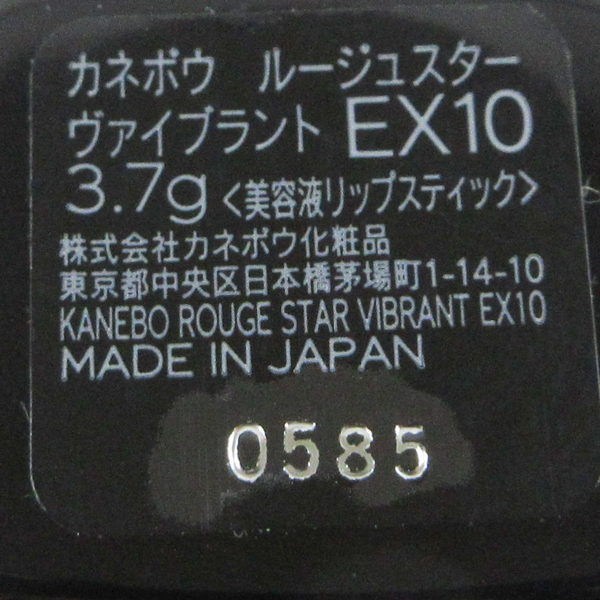 カネボウ ルージュスター
ヴァイブラント EX10
3.7g <美容液リップスティック>
株式会社カネボウ化粧品
東京都中央区日本橋茅場町1-14-10
KANEBO ROUGE STAR VIBRANT EX10
MADE IN JAPAN
0585